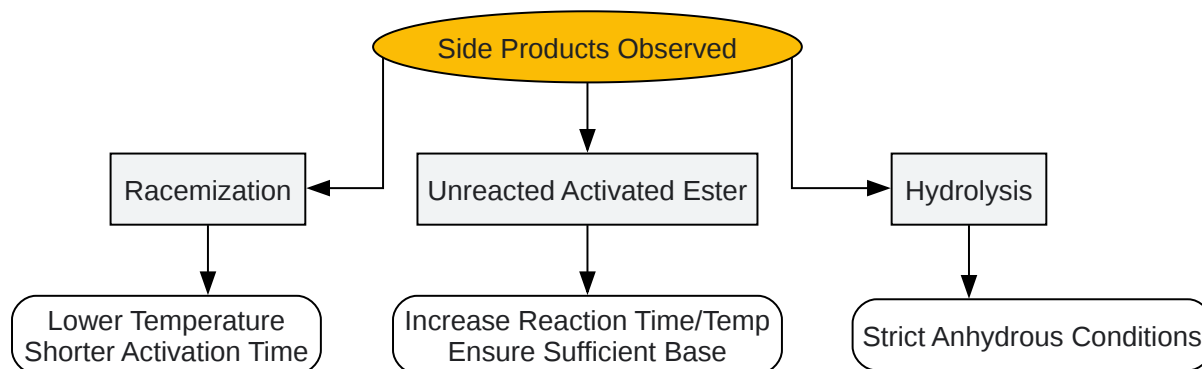 Side Products Observed
Racemization
Unreacted Activated Ester
Hydrolysis
Lower Temperature
Shorter Activation Time
Increase Reaction Time/Temp
Ensure Sufficient Base
Strict Anhydrous Conditions